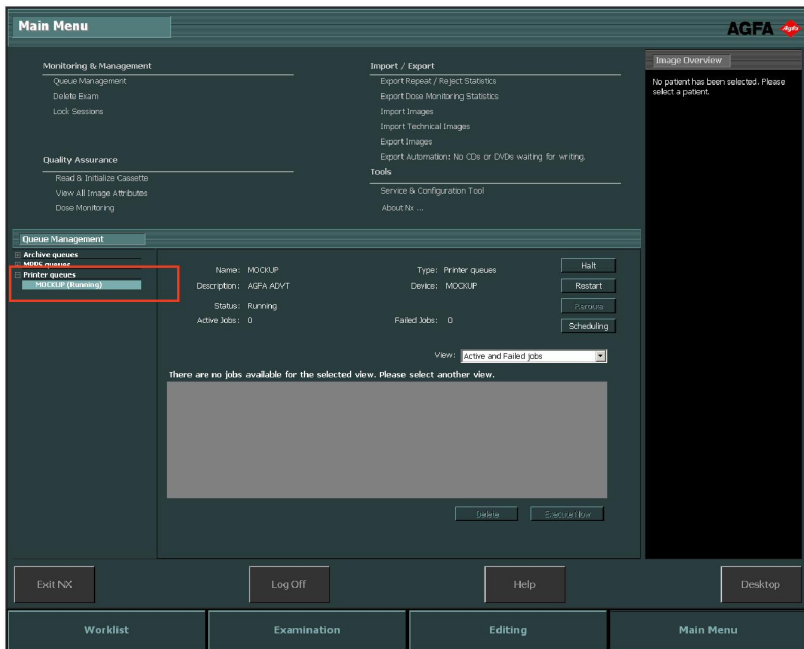 Main Menu
AGFA
Agfa
Monitoring & Management
Queue Management
Delete Exam
Lock Sessions
Quality Assurance
Read & Initialize Cassette
View All Image Attributes
Dose Monitoring
Import / Export
Export Repeat / Reject Statistics
Export Dose Monitoring Statistics
Import Images
Import Technical Images
Export Images
Export Automation: No CDs or DVDs waiting for writing.
Tools
Service & Configuration Tool
About Nx ...
Image Overview
No patient has been selected. Please
select a patient.
Queue Management
Archive queues
MPPS queues
Printer queues
MOCKUP (Running)
Name: MOCKUP
Type: Printer queues
Halt
Description: AGFA ADVT
Device: MOCKUP
Restart
Status: Running
Reroute
Active Jobs: 0
Failed Jobs: 0
Scheduling
View: Active and Failed jobs
There are no jobs available for the selected view. Please select another view.
Delete
Execute Now
Exit NX
Log Off
Help
Desktop
Worklist
Examination
Editing
Main Menu